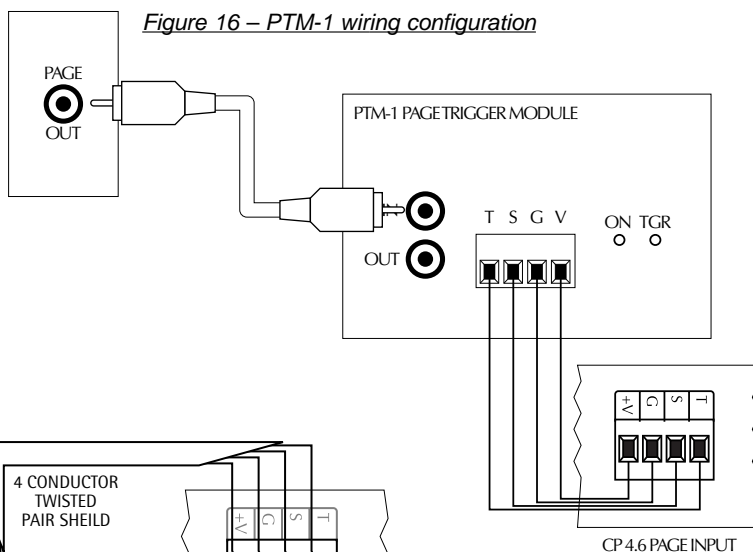 Figure 16 – PTM-1 wiring configuration
PAGE
OUT
PTM-1 PAGE TRIGGER MODULE
T S G V
ON TGR
OUT
+V G S T
CP 4.6 PAGE INPUT
4 CONDUCTOR
TWISTED
PAIR SHEILD
+V G S T